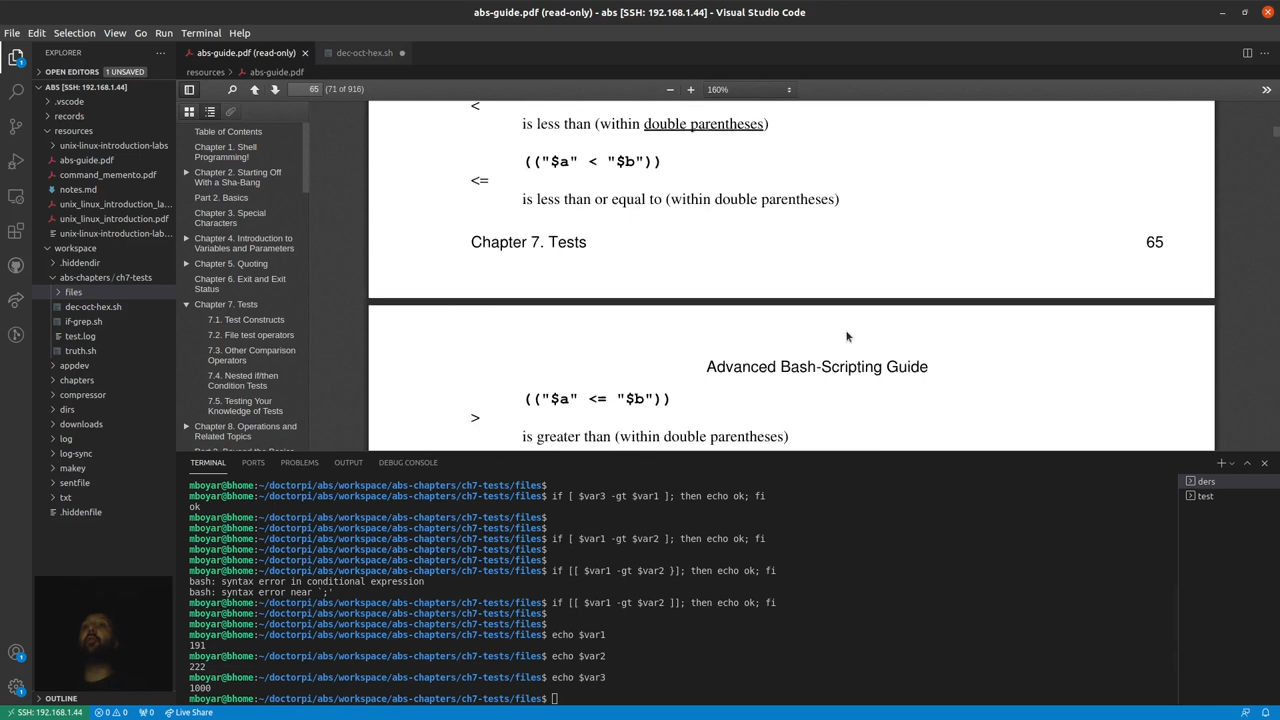 abs-guide.pdf (read-only) - abs [SSH: 192.168.1.44] - Visual Studio Code
File Edit Selection View Go Run Terminal Help
EXPLORER
OPEN EDITORS 1 UNSAVED
ABS [SSH: 192.168.1.44]
.vscode
records
resources
unix-linux-introduction-labs
abs-guide.pdf
command_memento.pdf
notes.md
unix_linux_introduction_la...
unix_linux_introduction.pdf
unix-linux-introduction-lab...
workspace
.hiddendir
abs-chapters / ch7-tests
files
dec-oct-hex.sh
if-grep.sh
test.log
truth.sh
appdev
chapters
compressor
dirs
downloads
log
log-sync
makey
sentfile
txt
.hiddenfile
OUTLINE
abs-guide.pdf (read-only)
dec-oct-hex.sh
resources > abs-guide.pdf
65 (71 of 916)
160%
Table of Contents
Chapter 1. Shell
Programming!
Chapter 2. Starting Off
With a Sha-Bang
Part 2. Basics
Chapter 3. Special
Characters
Chapter 4. Introduction to
Variables and Parameters
Chapter 5. Quoting
Chapter 6. Exit and Exit
Status
Chapter 7. Tests
7.1. Test Constructs
7.2. File test operators
7.3. Other Comparison
Operators
7.4. Nested if/then
Condition Tests
7.5. Testing Your
Knowledge of Tests
Chapter 8. Operations and
Related Topics
<
is less than (within double parentheses)
(("$a" < "$b"))
<=
is less than or equal to (within double parentheses)
Chapter 7. Tests 65
Advanced Bash-Scripting Guide
(("$a" <= "$b"))
>
is greater than (within double parentheses)
TERMINAL PORTS PROBLEMS OUTPUT DEBUG CONSOLE
mboyar@bhome:~/doctorpi/abs/workspace/abs-chapters/ch7-tests/files$
mboyar@bhome:~/doctorpi/abs/workspace/abs-chapters/ch7-tests/files$ if [ $var3 -gt $var1 ]; then echo ok; fi
ok
mboyar@bhome:~/doctorpi/abs/workspace/abs-chapters/ch7-tests/files$
mboyar@bhome:~/doctorpi/abs/workspace/abs-chapters/ch7-tests/files$
mboyar@bhome:~/doctorpi/abs/workspace/abs-chapters/ch7-tests/files$ if [ $var1 -gt $var2 ]; then echo ok; fi
mboyar@bhome:~/doctorpi/abs/workspace/abs-chapters/ch7-tests/files$
mboyar@bhome:~/doctorpi/abs/workspace/abs-chapters/ch7-tests/files$
mboyar@bhome:~/doctorpi/abs/workspace/abs-chapters/ch7-tests/files$ if [[ $var1 -gt $var2 }]; then echo ok; fi
bash: syntax error in conditional expression
bash: syntax error near `;'
mboyar@bhome:~/doctorpi/abs/workspace/abs-chapters/ch7-tests/files$ if [[ $var1 -gt $var2 ]]; then echo ok; fi
mboyar@bhome:~/doctorpi/abs/workspace/abs-chapters/ch7-tests/files$
mboyar@bhome:~/doctorpi/abs/workspace/abs-chapters/ch7-tests/files$
mboyar@bhome:~/doctorpi/abs/workspace/abs-chapters/ch7-tests/files$ echo $var1
191
mboyar@bhome:~/doctorpi/abs/workspace/abs-chapters/ch7-tests/files$ echo $var2
222
mboyar@bhome:~/doctorpi/abs/workspace/abs-chapters/ch7-tests/files$ echo $var3
1000
mboyar@bhome:~/doctorpi/abs/workspace/abs-chapters/ch7-tests/files$
ders
test
SSH: 192.168.1.44 0 0 0 Live Share